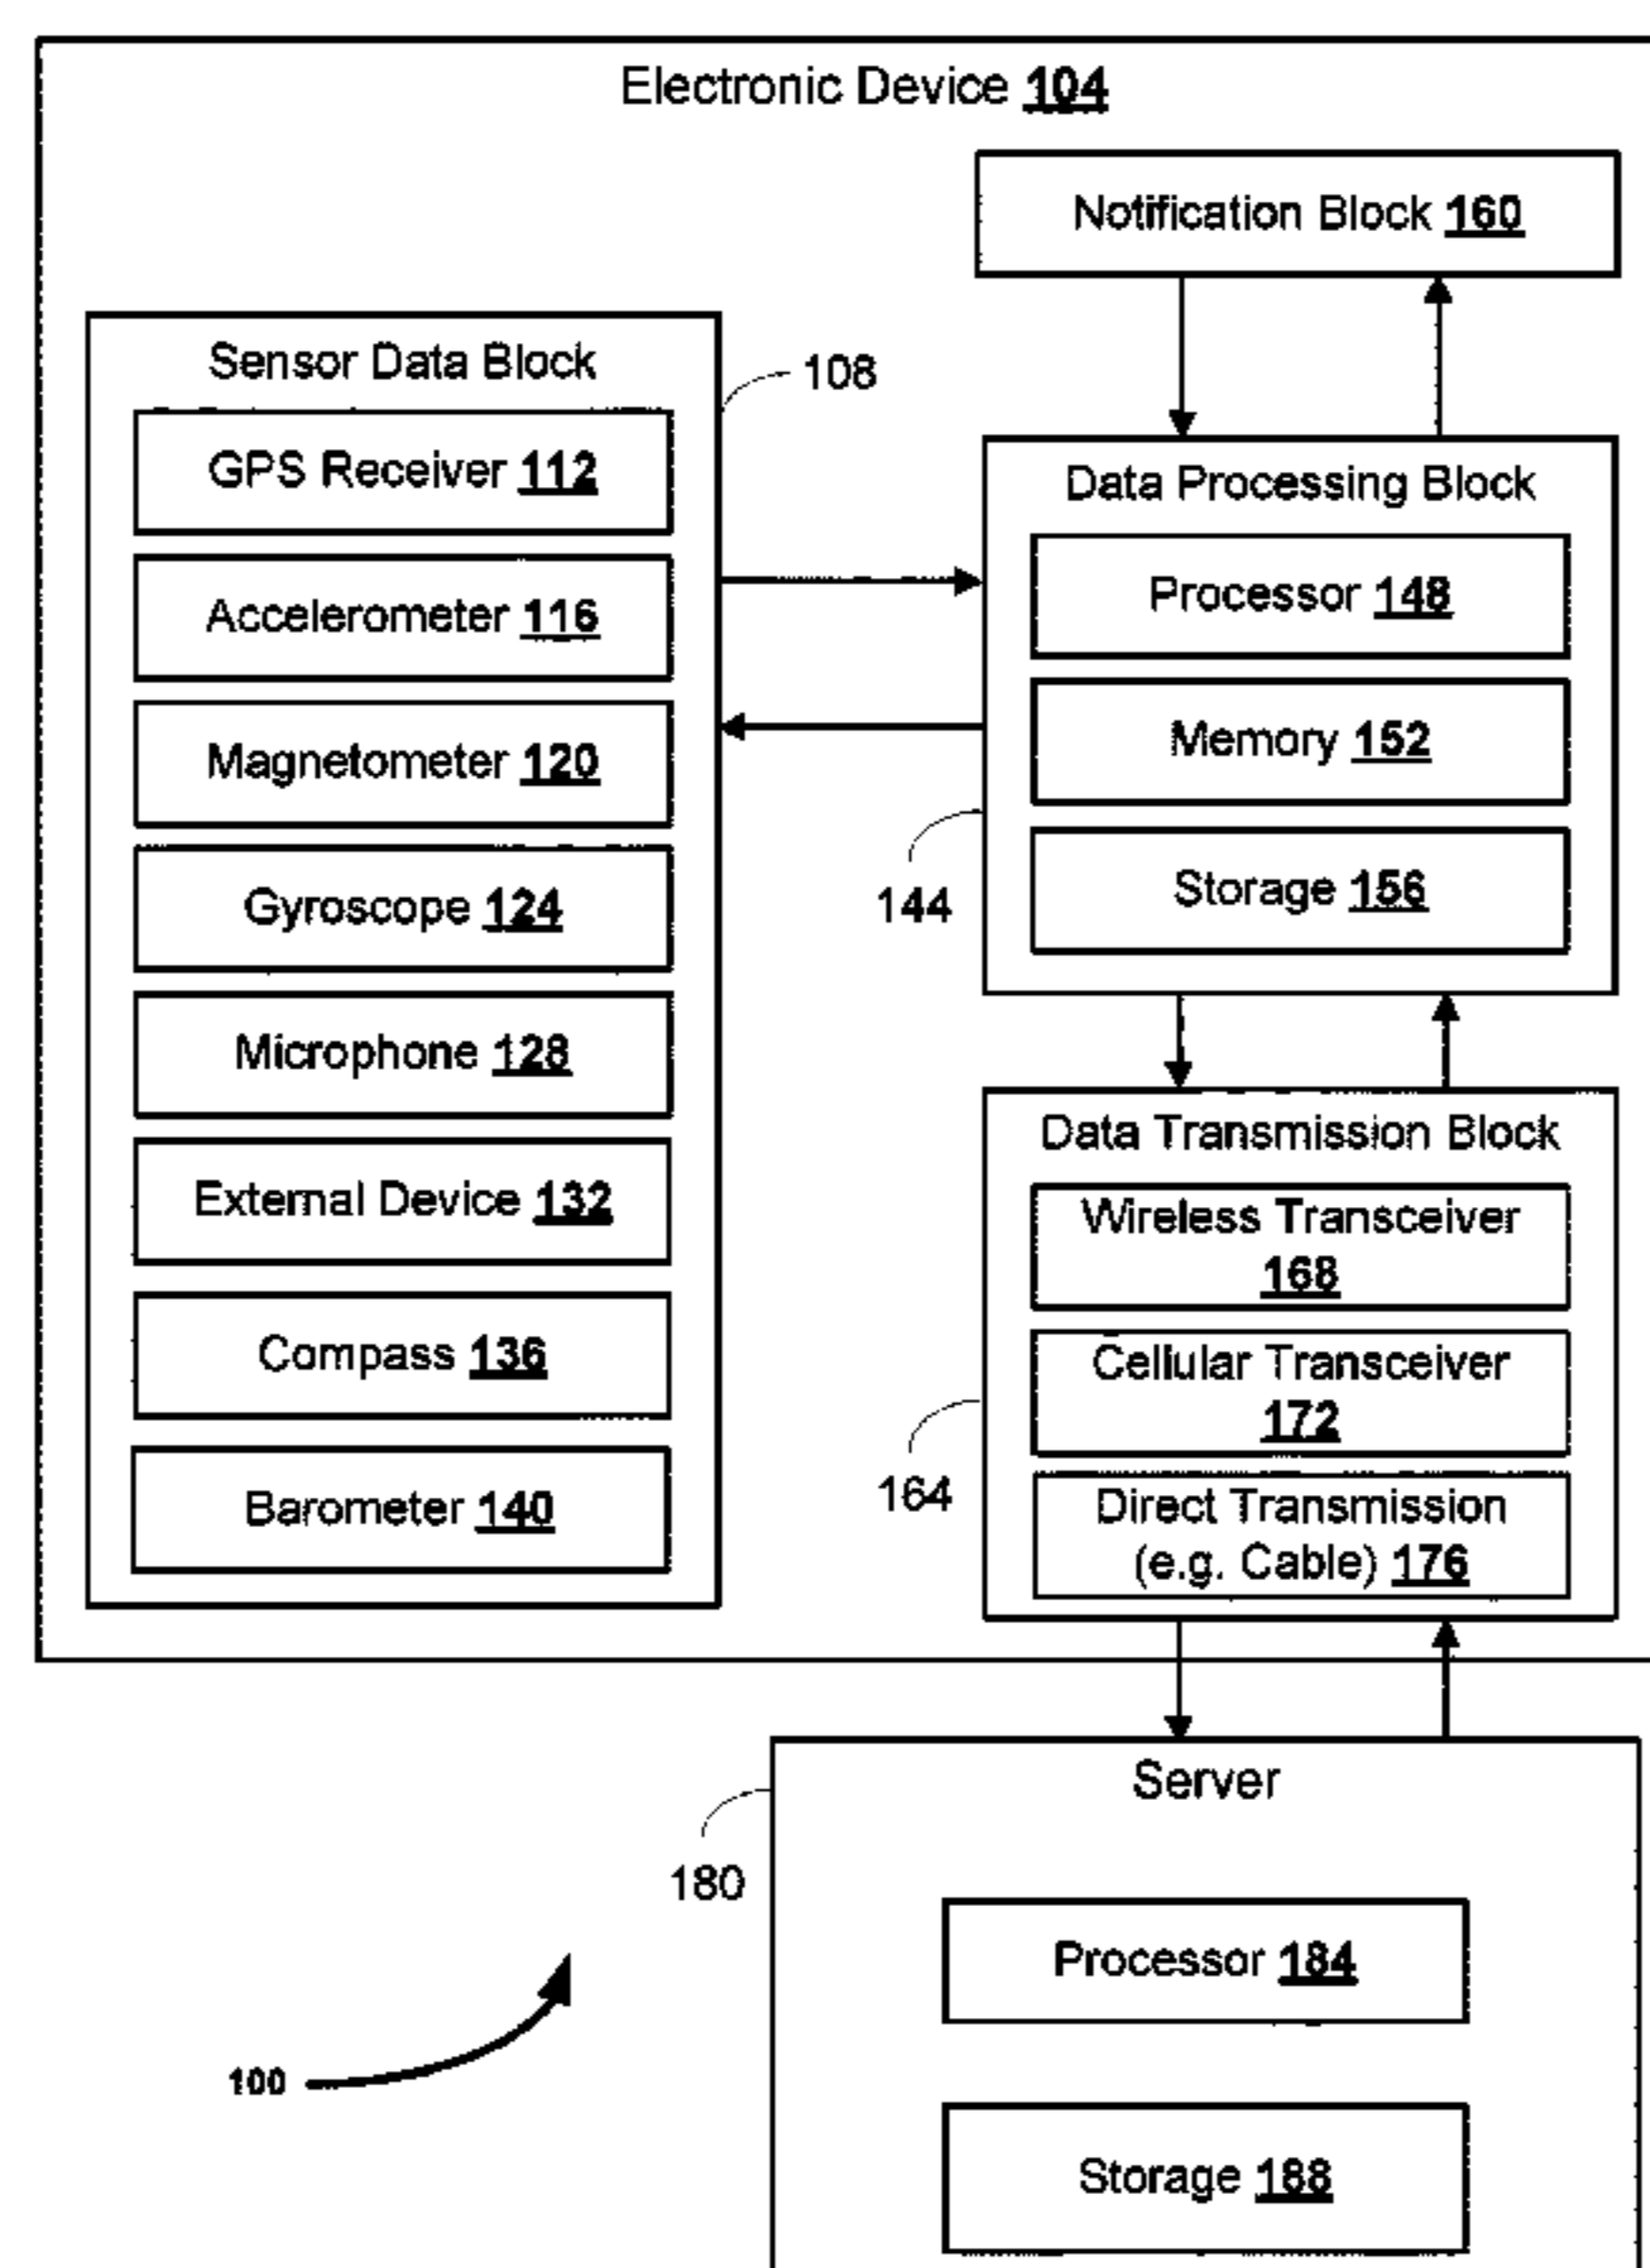 Electronic Device 104
Notification Block 160
Sensor Data Block
108
GPS Receiver 112
Accelerometer 116
Magnetometer 120
Gyroscope 124
Microphone 128
External Device 132
Compass 136
Barometer 140
Data Processing Block
Processor 148
Memory 152
Storage 156
144
Data Transmission Block
Wireless Transceiver
168
Cellular Transceiver
172
Direct Transmission
(e.g. Cable) 176
164
Server
180
Processor 184
Storage 188
100